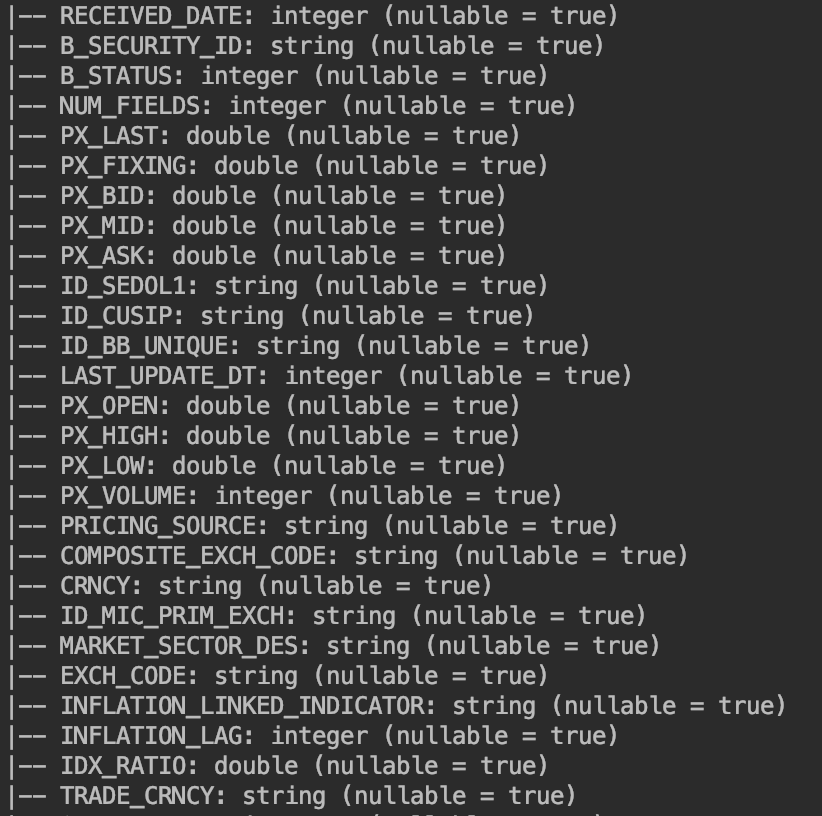 |-- RECEIVED_DATE: integer (nullable = true)
|-- B_SECURITY_ID: string (nullable = true)
|-- B_STATUS: integer (nullable = true)
|-- NUM_FIELDS: integer (nullable = true)
|-- PX_LAST: double (nullable = true)
|-- PX_FIXING: double (nullable = true)
|-- PX_BID: double (nullable = true)
|-- PX_MID: double (nullable = true)
|-- PX_ASK: double (nullable = true)
|-- ID_SEDOL1: string (nullable = true)
|-- ID_CUSIP: string (nullable = true)
|-- ID_BB_UNIQUE: string (nullable = true)
|-- LAST_UPDATE_DT: integer (nullable = true)
|-- PX_OPEN: double (nullable = true)
|-- PX_HIGH: double (nullable = true)
|-- PX_LOW: double (nullable = true)
|-- PX_VOLUME: integer (nullable = true)
|-- PRICING_SOURCE: string (nullable = true)
|-- COMPOSITE_EXCH_CODE: string (nullable = true)
|-- CRNCY: string (nullable = true)
|-- ID_MIC_PRIM_EXCH: string (nullable = true)
|-- MARKET_SECTOR_DES: string (nullable = true)
|-- EXCH_CODE: string (nullable = true)
|-- INFLATION_LINKED_INDICATOR: string (nullable = true)
|-- INFLATION_LAG: integer (nullable = true)
|-- IDX_RATIO: double (nullable = true)
|-- TRADE_CRNCY: string (nullable = true)